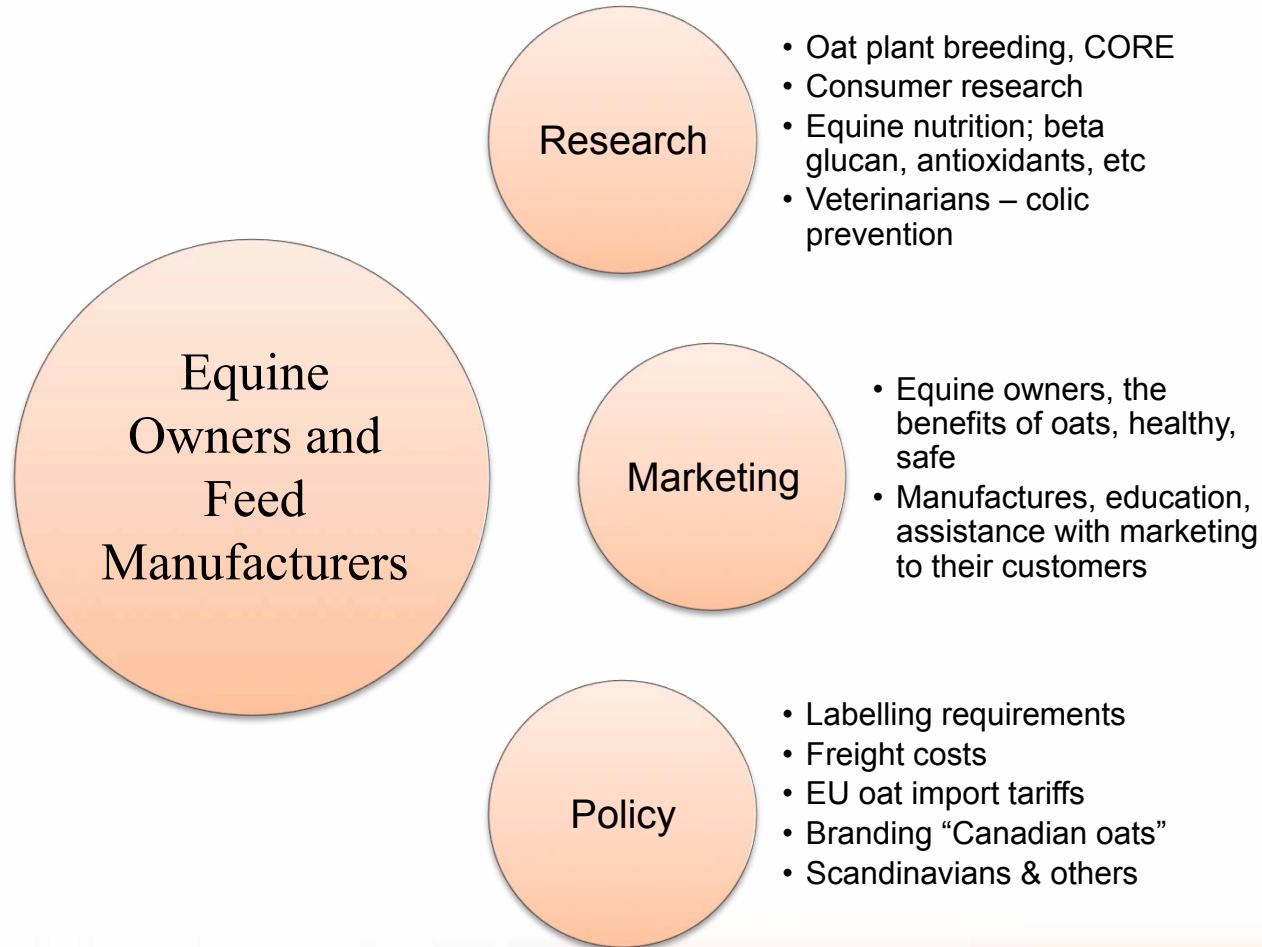 Equine
Owners and
Feed
Manufacturers
Research
• Oat plant breeding, CORE
• Consumer research
• Equine nutrition; beta
glucan, antioxidants, etc
• Veterinarians – colic
prevention
Marketing
• Equine owners, the
benefits of oats, healthy,
safe
• Manufactures, education,
assistance with marketing
to their customers
Policy
• Labelling requirements
• Freight costs
• EU oat import tariffs
• Branding “Canadian oats”
• Scandinavians & others